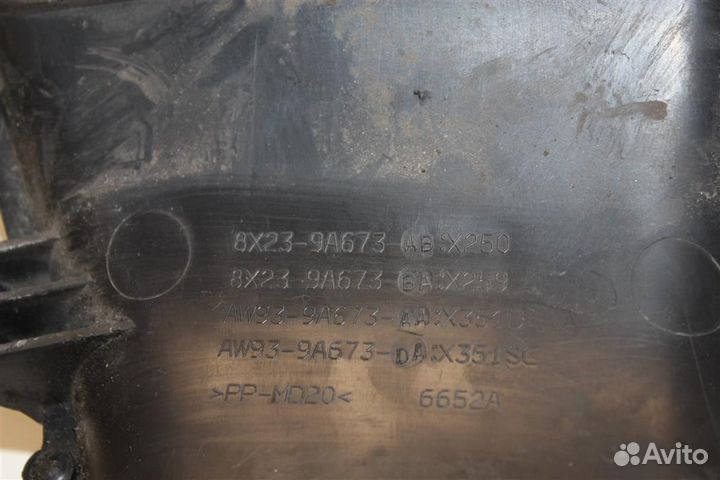 8X23-9A673-AB:X250
8X23-9A673-BA:X259
AW93-9A673-AA:X351
AW93-9A673-DA:X351SC
>PP-MD20< 6652A
Avito